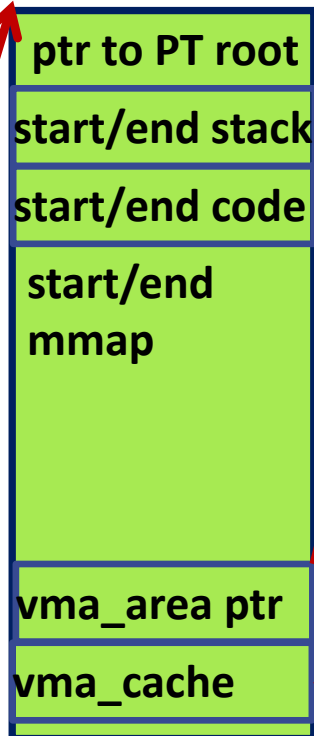 ptr to PT root
start/end stack
start/end code
start/end
mmap
vma_area ptr
vma_cache